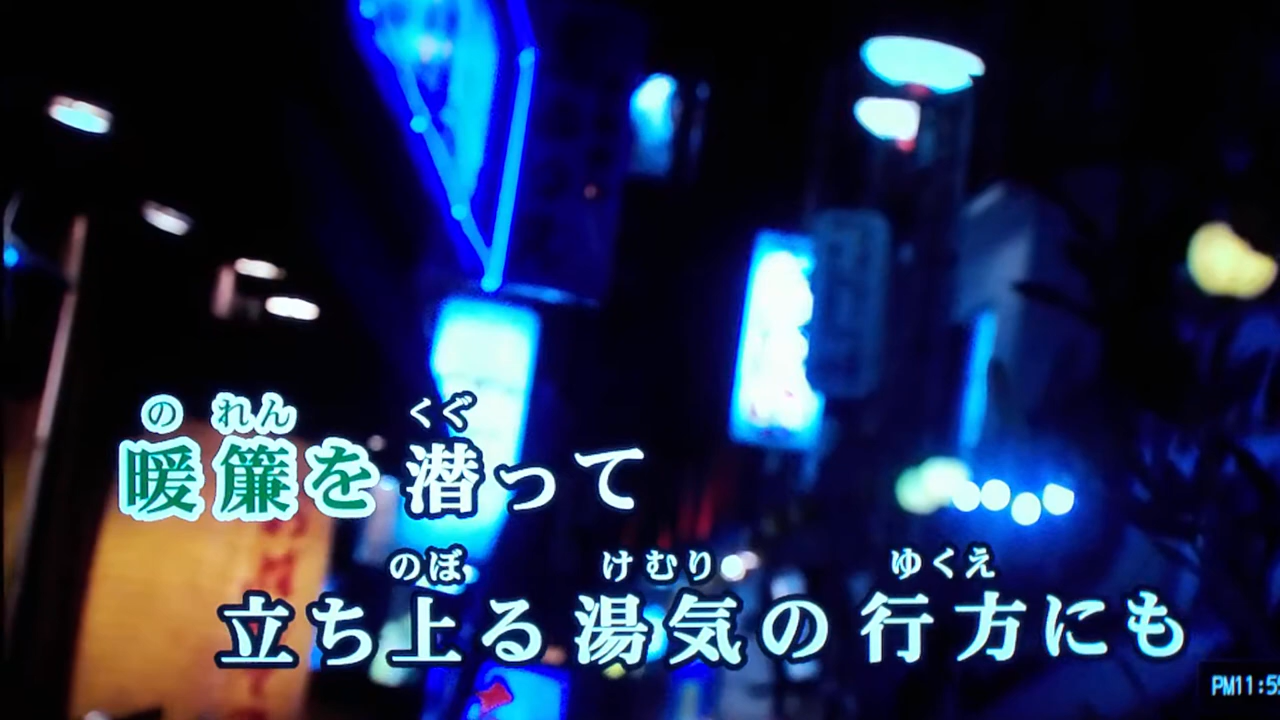 の れん くぐ
暖簾を 潜って
のぼ けむり ゆくえ
立ち上る 湯気の 行方にも
PM11:55